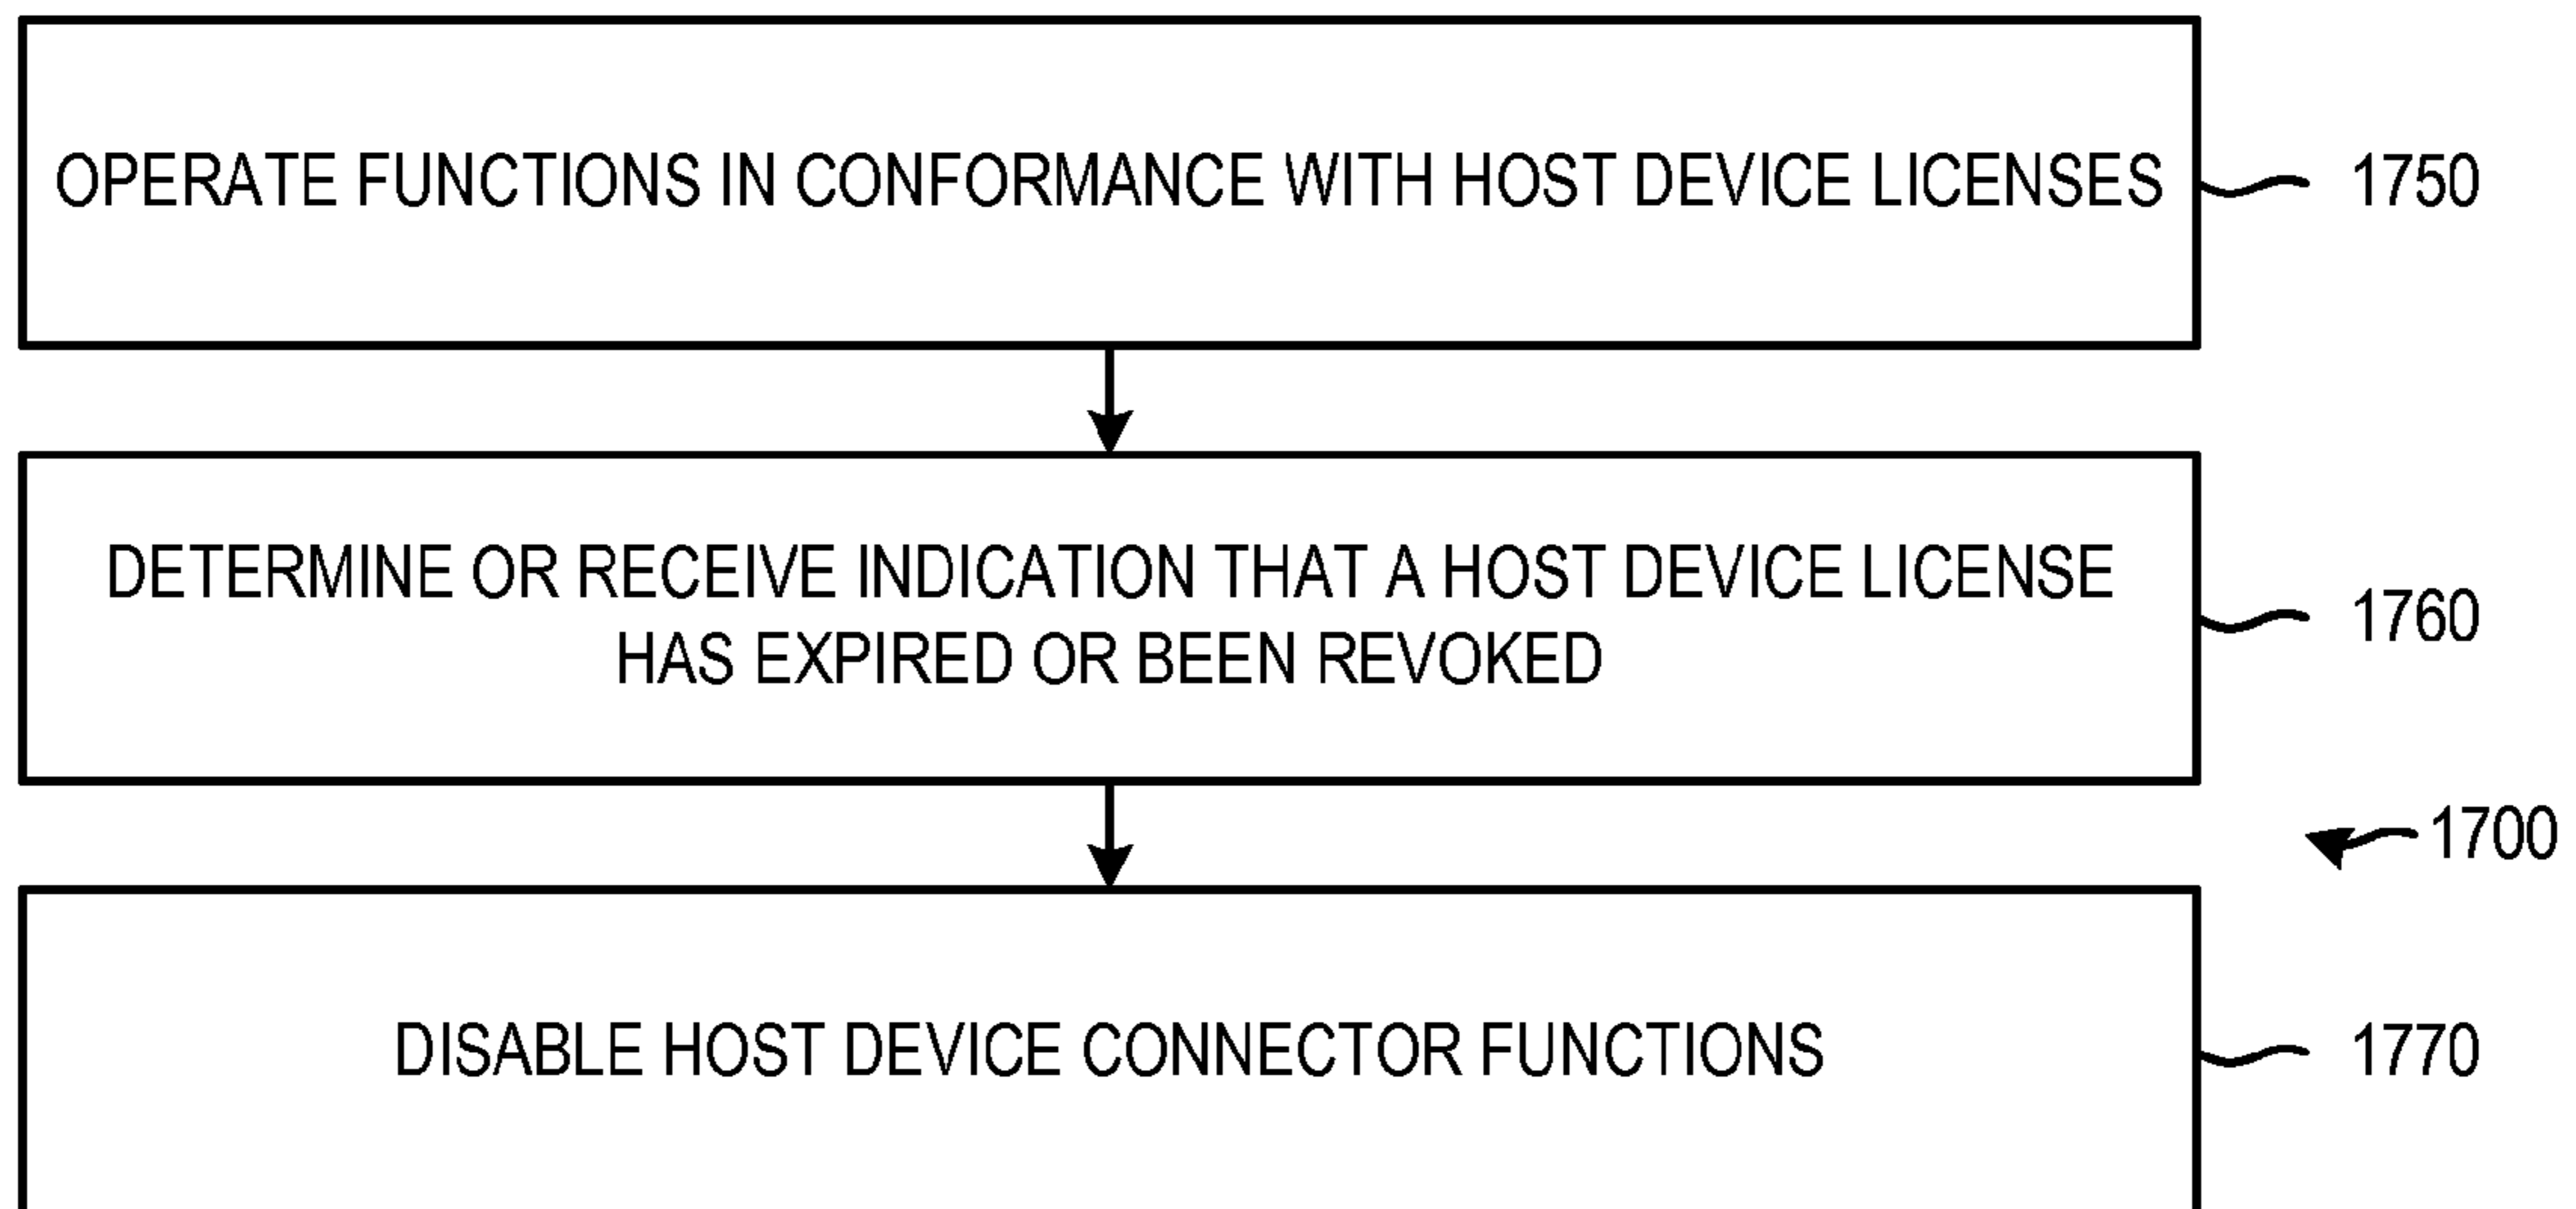 OPERATE FUNCTIONS IN CONFORMANCE WITH HOST DEVICE LICENSES
1750
DETERMINE OR RECEIVE INDICATION THAT A HOST DEVICE LICENSE
HAS EXPIRED OR BEEN REVOKED
1760
1700
DISABLE HOST DEVICE CONNECTOR FUNCTIONS
1770